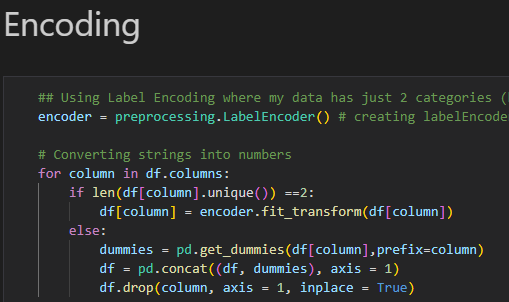 Encoding
## Using Label Encoding where my data has just 2 categories (
encoder = preprocessing.LabelEncoder() # creating labelEncode
# Converting strings into numbers
for column in df.columns:
    if len(df[column].unique()) ==2:
        df[column] = encoder.fit_transform(df[column])
    else:
        dummies = pd.get_dummies(df[column],prefix=column)
        df = pd.concat((df, dummies), axis = 1)
        df.drop(column, axis = 1, inplace = True)